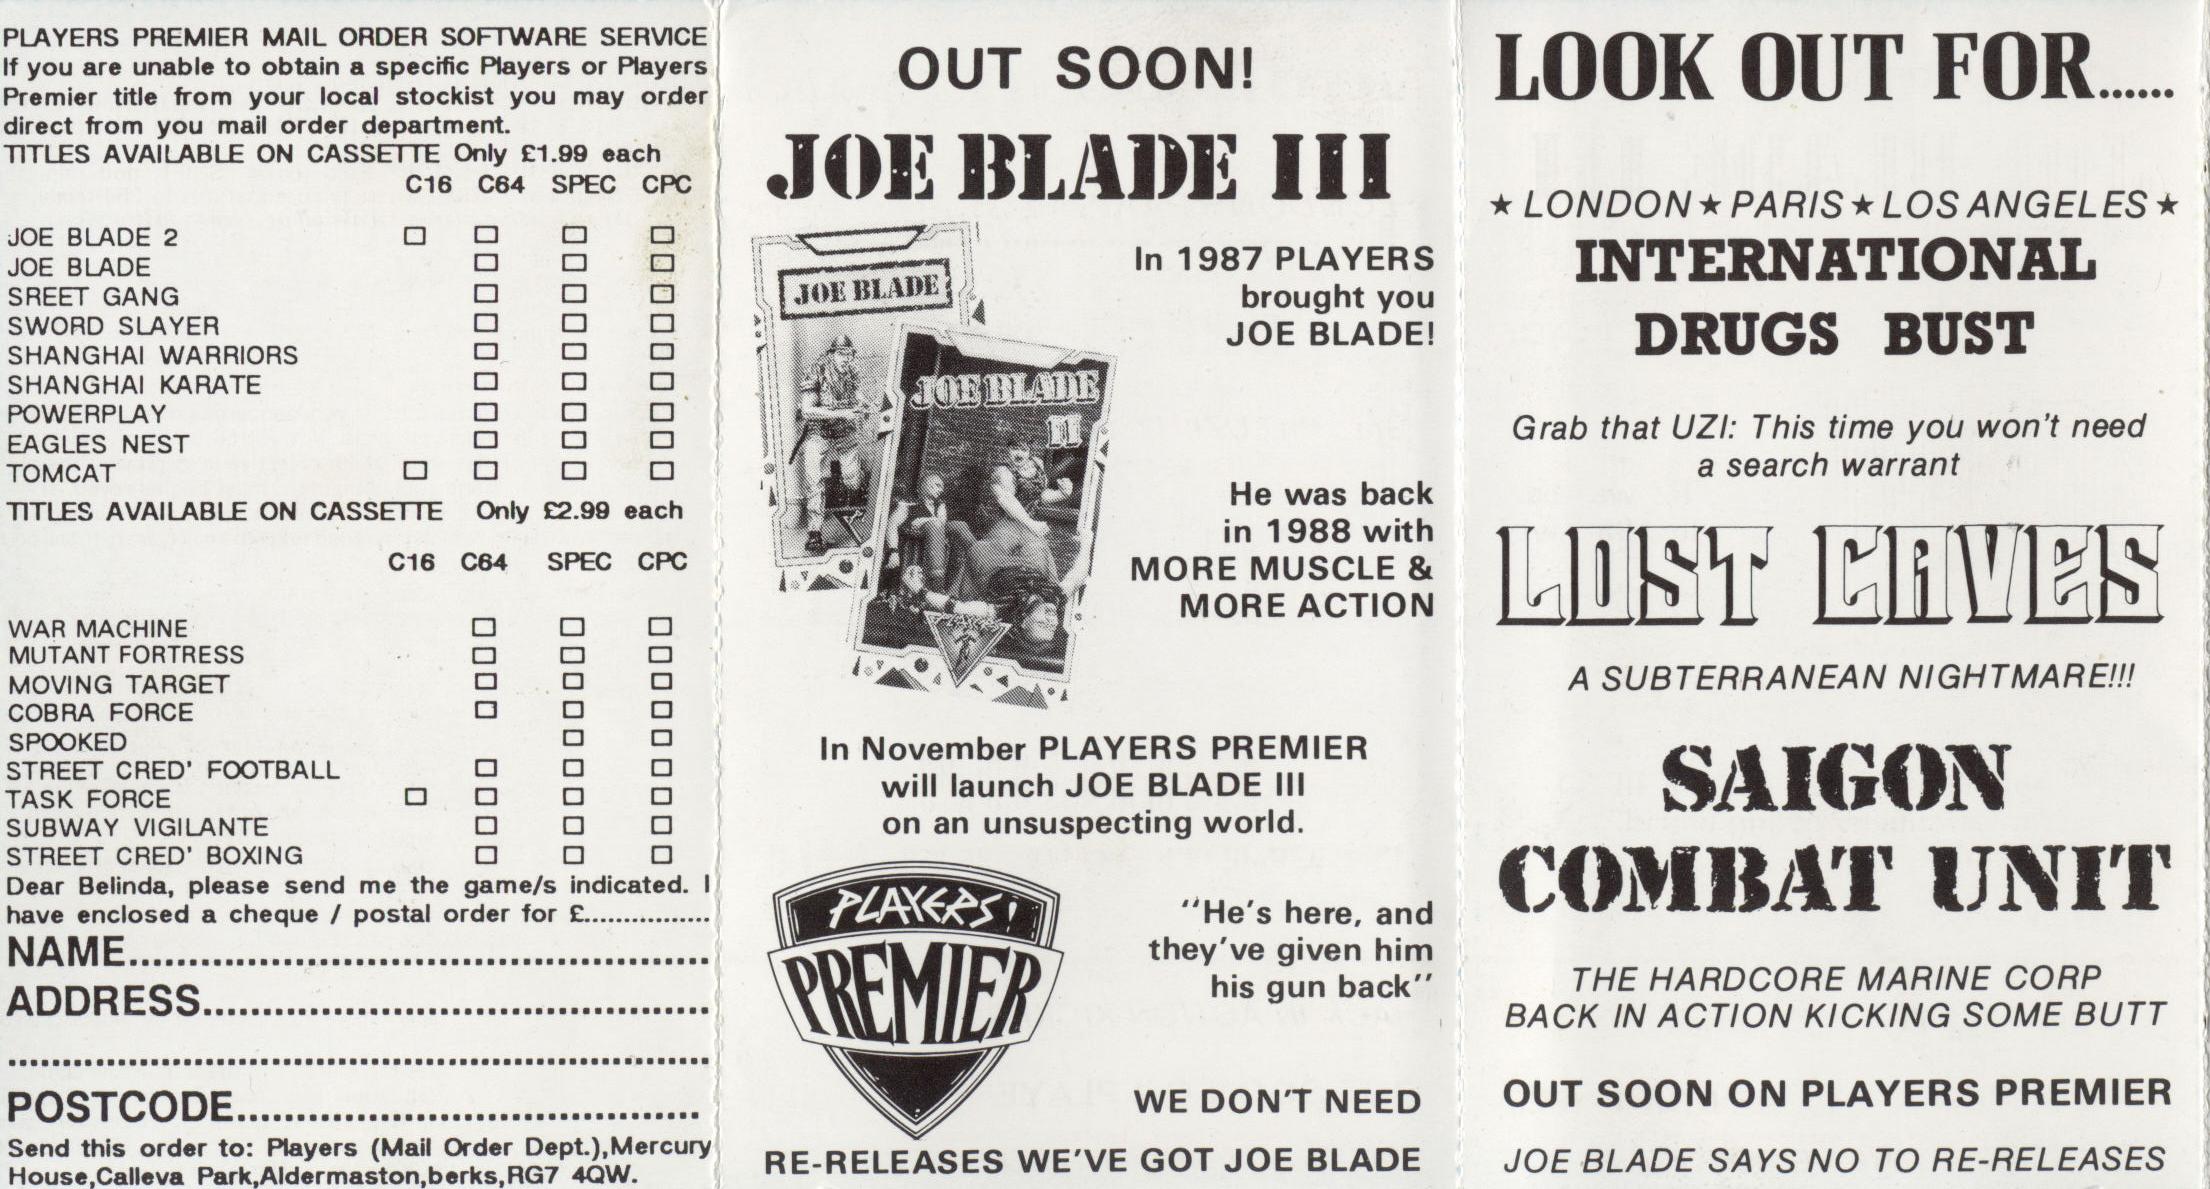 PLAYERS PREMIER MAIL ORDER SOFTWARE SERVICE
If you are unable to obtain a specific Players or Players
Premier title from your local stockist you may order
direct from you mail order department.
TITLES AVAILABLE ON CASSETTE Only £1.99 each
C16 C64 SPEC CPC
JOE BLADE 2
JOE BLADE
SREET GANG
SWORD SLAYER
SHANGHAI WARRIORS
SHANGHAI KARATE
POWERPLAY
EAGLES NEST
TOMCAT
TITLES AVAILABLE ON CASSETTE Only £2.99 each
C16 C64 SPEC CPC
WAR MACHINE
MUTANT FORTRESS
MOVING TARGET
COBRA FORCE
SPOOKED
STREET CRED' FOOTBALL
TASK FORCE
SUBWAY VIGILANTE
STREET CRED' BOXING
Dear Belinda, please send me the game/s indicated. I
have enclosed a cheque / postal order for £................
NAME................................................
ADDRESS..........................................
..........................................................
POSTCODE......................................
Send this order to: Players (Mail Order Dept.),Mercury
House,Calleva Park,Aldermaston,berks,RG7 4QW.
OUT SOON!
JOE BLADE III
JOE BLADE
JOE BLADE
II
In 1987 PLAYERS
brought you
JOE BLADE!
He was back
in 1988 with
MORE MUSCLE &
MORE ACTION
In November PLAYERS PREMIER
will launch JOE BLADE III
on an unsuspecting world.
PLAYERS
PREMIER
"He's here, and
they've given him
his gun back"
WE DON'T NEED
RE-RELEASES WE'VE GOT JOE BLADE
LOOK OUT FOR......
★ LONDON ★ PARIS ★ LOS ANGELES ★
INTERNATIONAL
DRUGS BUST
Grab that UZI: This time you won't need
a search warrant
LOST CAVES
A SUBTERRANEAN NIGHTMARE!!!
SAIGON
COMBAT UNIT
THE HARDCORE MARINE CORP
BACK IN ACTION KICKING SOME BUTT
OUT SOON ON PLAYERS PREMIER
JOE BLADE SAYS NO TO RE-RELEASES